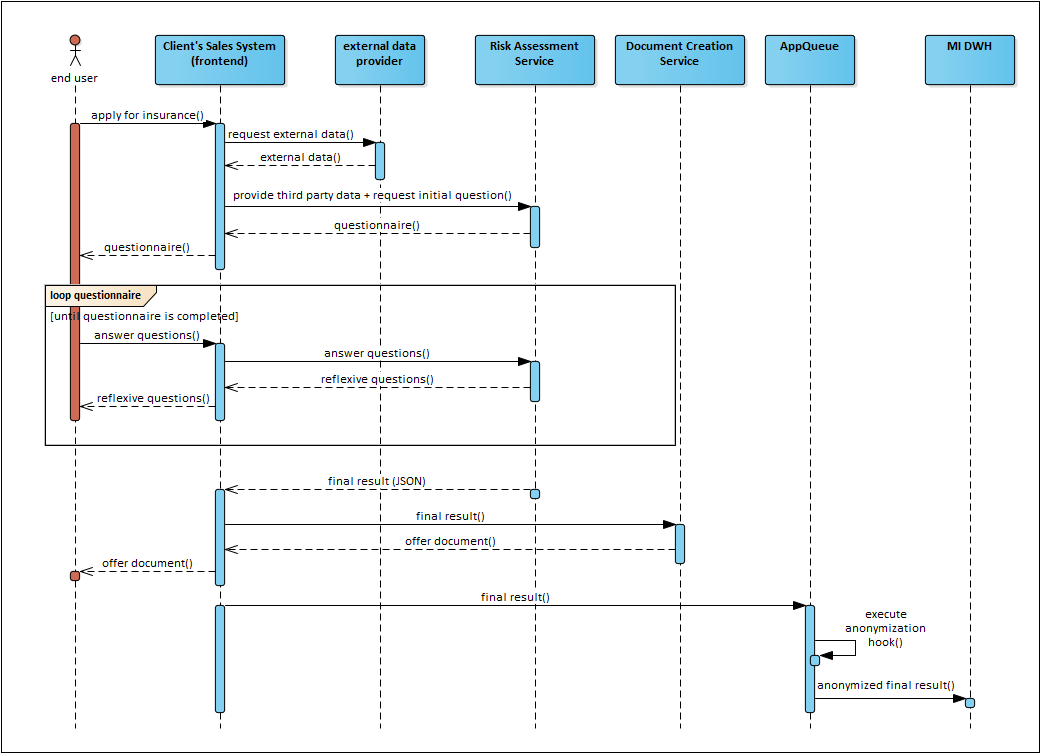 end user
Client's Sales System
(frontend)
external data
provider
Risk Assessment
Service
Document Creation
Service
AppQueue
MI DWH
apply for insurance()
request external data()
external data()
provide third party data + request initial question()
questionnaire()
questionnaire()
loop questionnaire
[until questionnaire is completed]
answer questions()
answer questions()
reflexive questions()
reflexive questions()
final result (JSON)
final result()
offer document()
offer document()
final result()
execute
anonymization
hook()
anonymized final result()